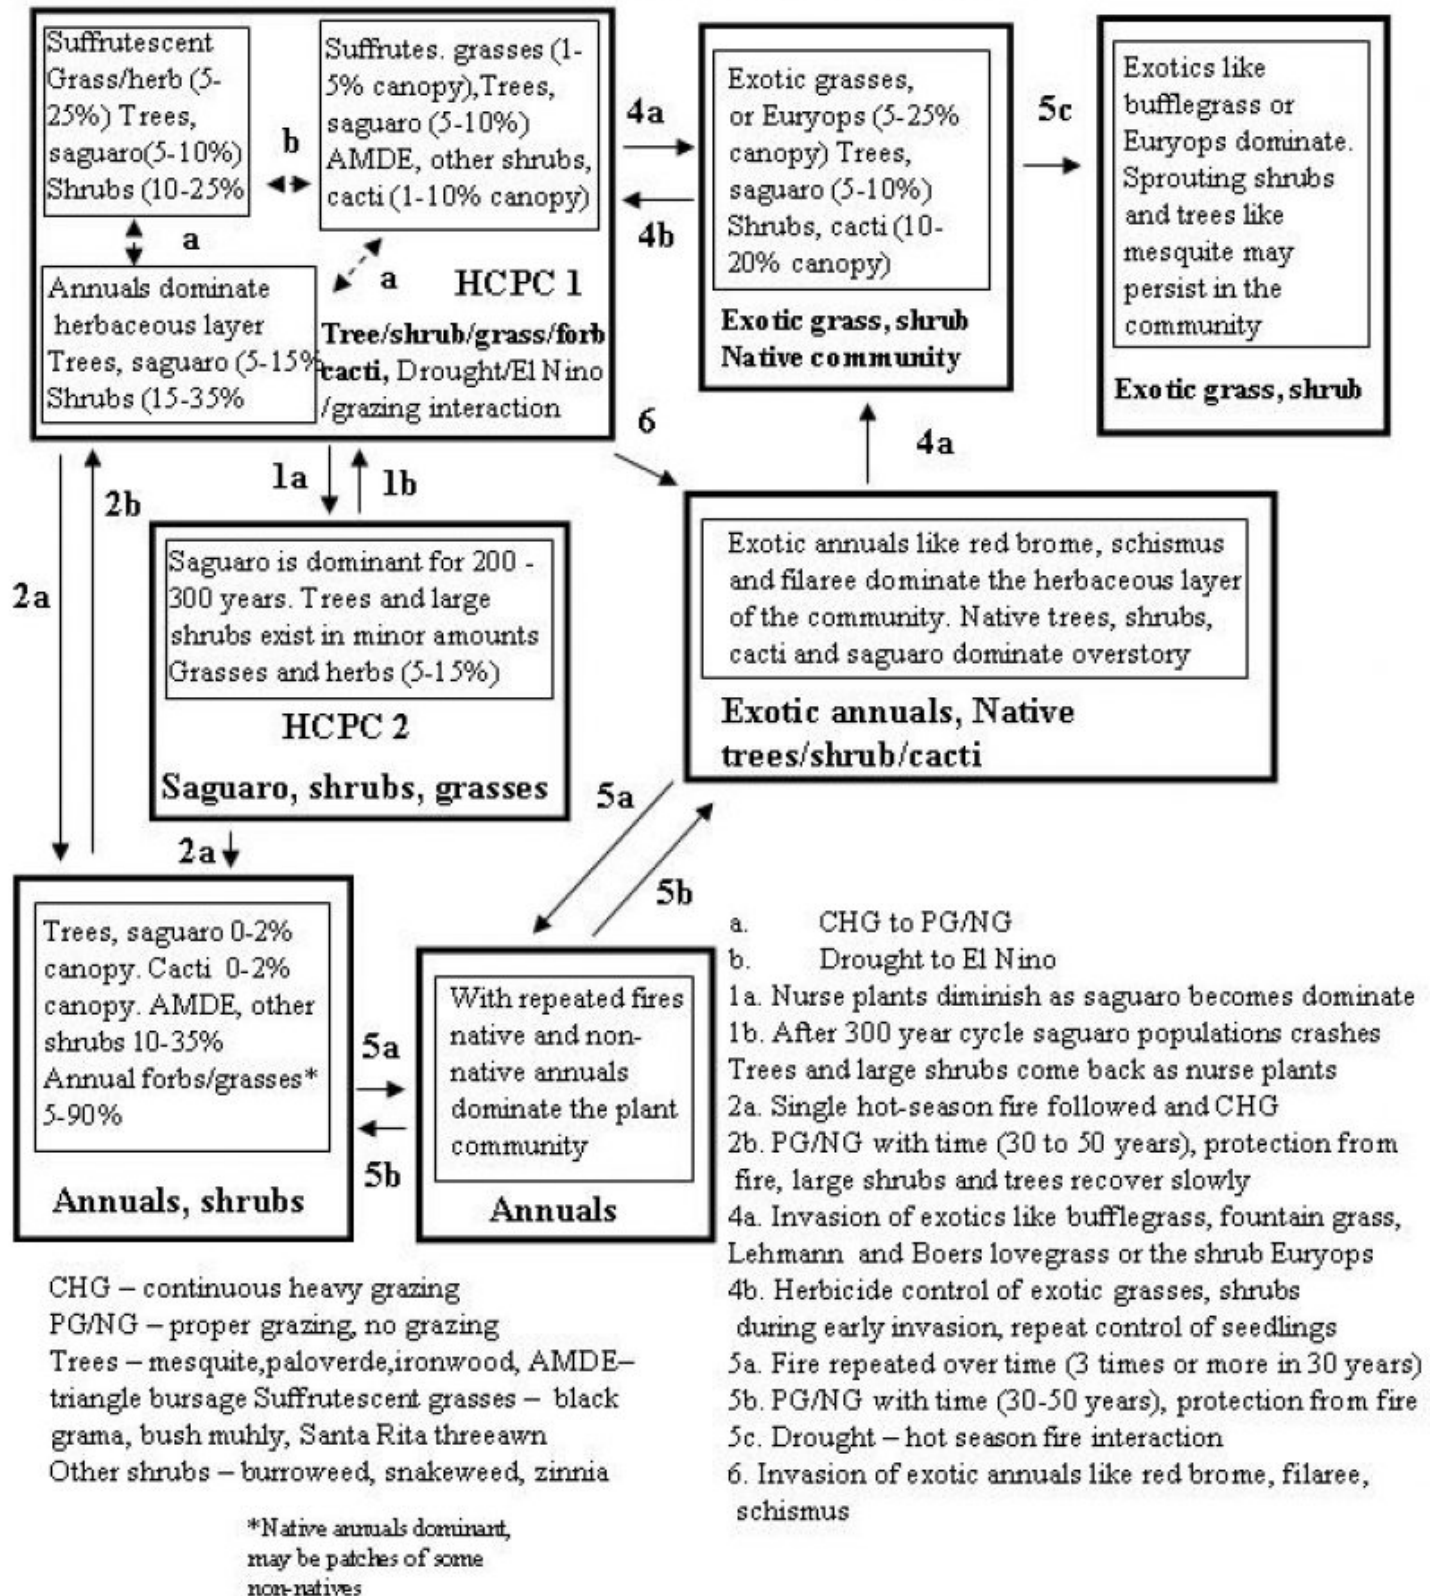 Suffrutescent
Grass/herb (5-
25%) Trees,
saguaro(5-10%)
Shrubs (10-25%
b
Suffrutes. grasses (1-
5% canopy),Trees,
saguaro (5-10%)
AMDE, other shrubs,
cacti (1-10% canopy)
a
a
Annuals dominate
herbaceous layer
Trees, saguaro (5-15%
Shrubs (15-35%
HCPC 1
Tree/shrub/grass/forb
cacti, Drought/El Nino
/grazing interaction
4a
4b
Exotic grasses,
or Euryops (5-25%
canopy) Trees,
saguaro (5-10%)
Shrubs, cacti (10-
20% canopy)
Exotic grass, shrub
Native community
5c
Exotics like
bufflegrass or
Euryops dominate.
Sprouting shrubs
and trees like
mesquite may
persist in the
community
Exotic grass, shrub
6
4a
1a
1b
2b
2a
Saguaro is dominant for 200 -
300 years. Trees and large
shrubs exist in minor amounts
Grasses and herbs (5-15%)
HCPC 2
Saguaro, shrubs, grasses
Exotic annuals like red brome, schismus
and filaree dominate the herbaceous layer
of the community. Native trees, shrubs,
cacti and saguaro dominate overstory
Exotic annuals, Native
trees/shrub/cacti
2a
5a
5b
Trees, saguaro 0-2%
canopy. Cacti 0-2%
canopy. AMDE, other
shrubs 10-35%
Annual forbs/grasses*
5-90%
Annuals, shrubs
5a
5b
With repeated fires
native and non-
native annuals
dominate the plant
community
Annuals
a. CHG to PG/NG
b. Drought to El Nino
1a. Nurse plants diminish as saguaro becomes dominate
1b. After 300 year cycle saguaro populations crashes
Trees and large shrubs come back as nurse plants
2a. Single hot-season fire followed and CHG
2b. PG/NG with time (30 to 50 years), protection from
fire, large shrubs and trees recover slowly
4a. Invasion of exotics like bufflegrass, fountain grass,
Lehmann and Boers lovegrass or the shrub Euryops
4b. Herbicide control of exotic grasses, shrubs
during early invasion, repeat control of seedlings
5a. Fire repeated over time (3 times or more in 30 years)
5b. PG/NG with time (30-50 years), protection from fire
5c. Drought – hot season fire interaction
6. Invasion of exotic annuals like red brome, filaree,
schismus
CHG – continuous heavy grazing
PG/NG – proper grazing, no grazing
Trees – mesquite,paloverde,ironwood, AMDE–
triangle bursage Suffrutescent grasses – black
grama, bush muhly, Santa Rita threeawn
Other shrubs – burroweed, snakeweed, zinnia
*Native annuals dominant,
may be patches of some
non-natives